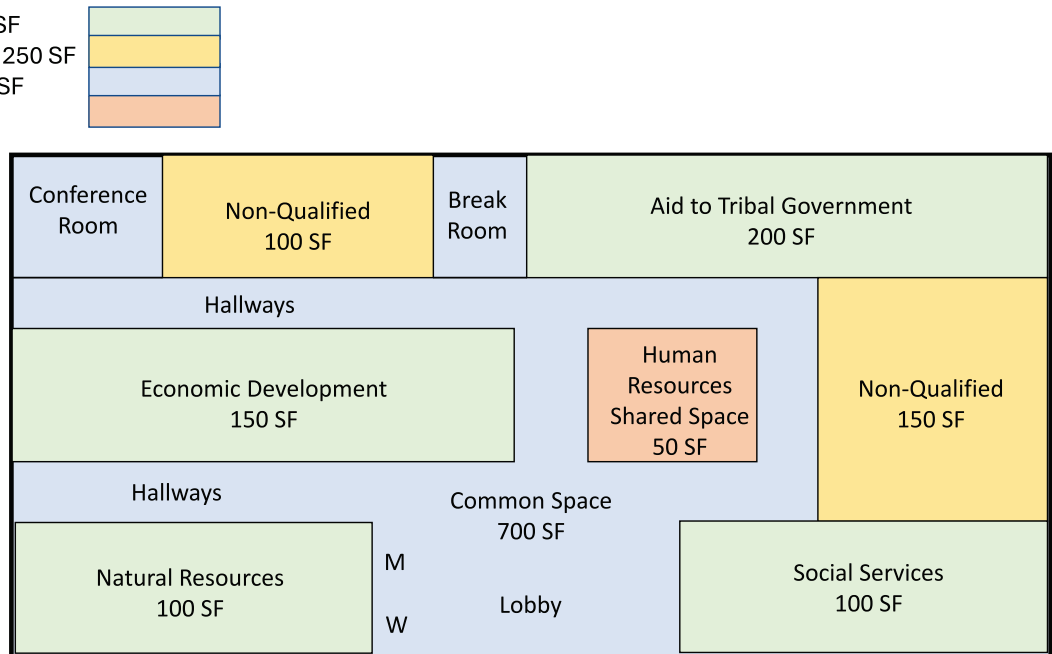 SF
250 SF
SF
Conference
Room
Non-Qualified
100 SF
Break
Room
Aid to Tribal Government
200 SF
Hallways
Economic Development
150 SF
Human
Resources
Shared Space
50 SF
Non-Qualified
150 SF
Hallways
Common Space
700 SF
M
Natural Resources
100 SF
Lobby
W
Social Services
100 SF